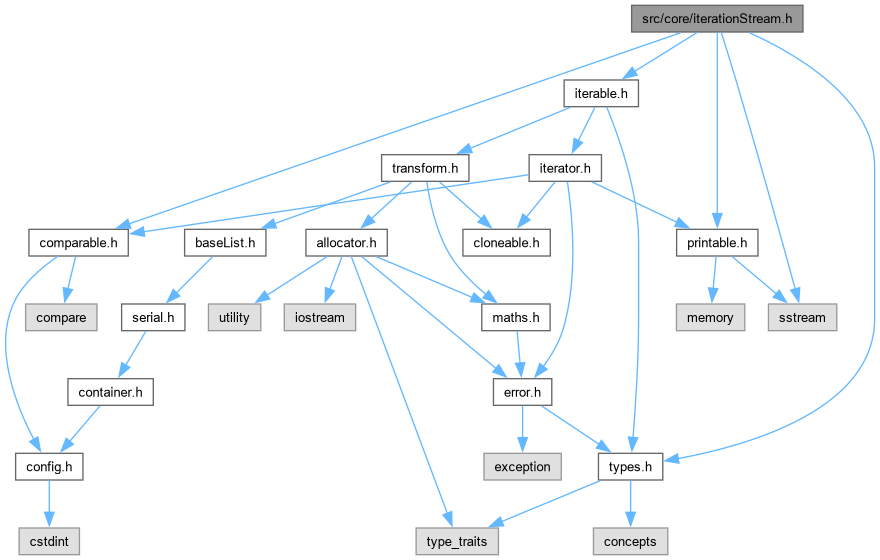 src/core/iterationStream.h
iterable.h
transform.h
iterator.h
comparable.h
baseList.h
allocator.h
cloneable.h
printable.h
compare
serial.h
utility
iostream
maths.h
memory
sstream
container.h
error.h
config.h
exception
types.h
cstdint
type_traits
concepts